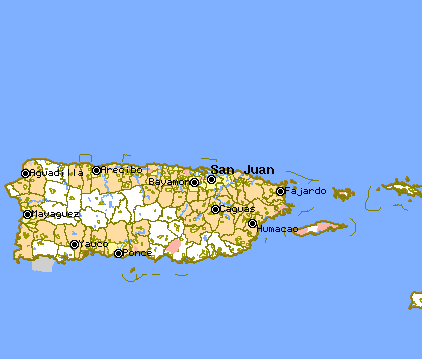 San Juan
Aguadilla
Arecibo
Bayamon
Fajardo
Mayaguez
Caguas
Humacao
Yauco
Ponce